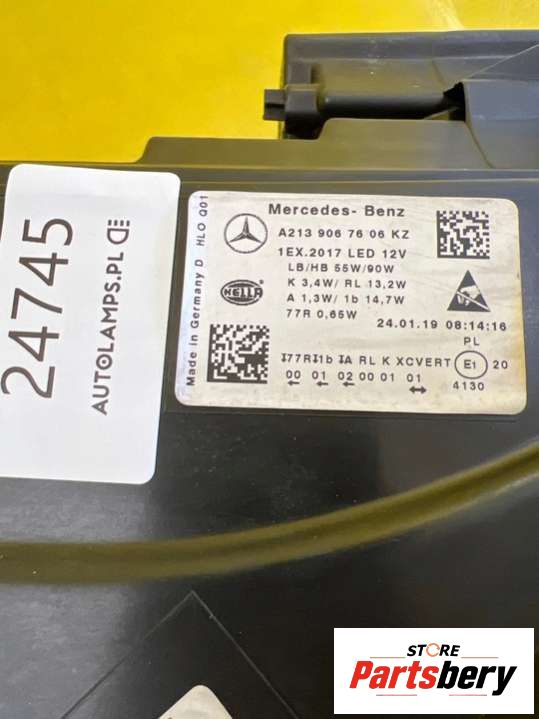 24745
AUTOLAMPS.PL
Made in Germany D HLO Q01
Mercedes- Benz
A213 906 76 06 KZ
1EX.2017 LED 12V
LB/HB 55W/90W
K 3,4W/ RL 13,2W
A 1,3W/ 1b 14,7W
77R 0,65W
HELLA
24.01.19 08:14:16
PL
RL K XCVERT E1 20
00 01 02 00 01 01 4130
STORE
Partsbery